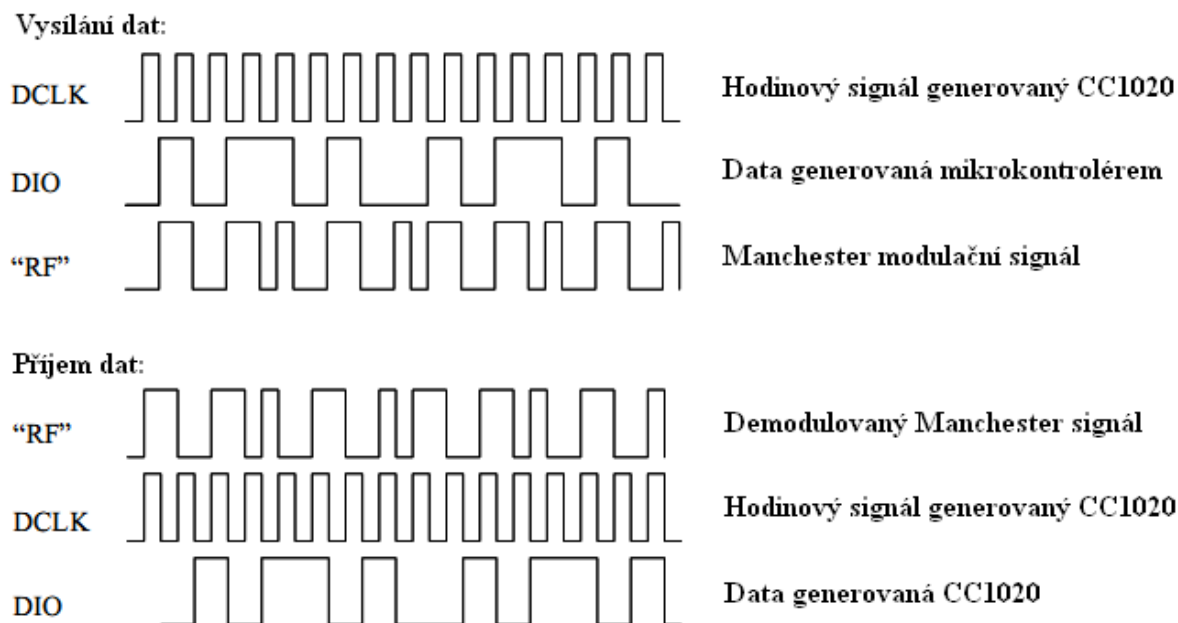 Vysílání dat:
DCLK Hodinový signál generovaný CC1020
DIO Data generovaná mikrokontrolérem
“RF” Manchester modulační signál
Příjem dat:
“RF” Demodulovaný Manchester signál
DCLK Hodinový signál generovaný CC1020
DIO Data generovaná CC1020